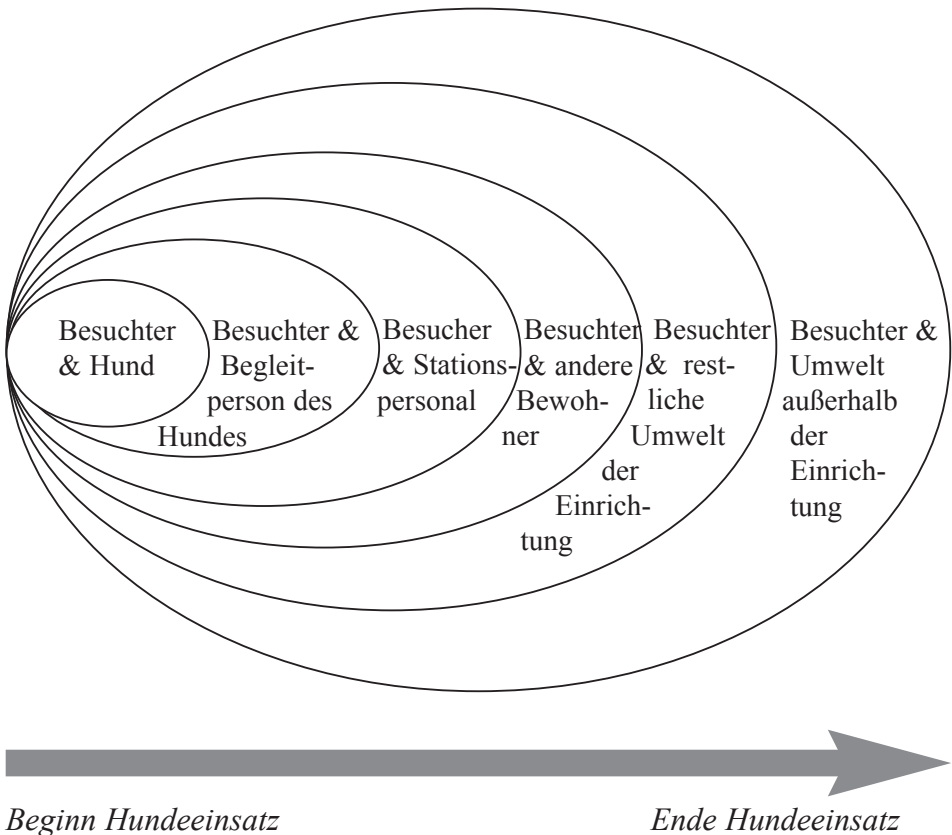 Besuchter
& Hund
Besuchter &
Begleit-
person des
Hundes
Besucher
& Stations-
personal
Besuchter
& andere
Bewoh-
ner
Besuchter
& rest-
liche
Umwelt
der
Einrich-
tung
Besuchter &
Umwelt
außerhalb
der
Einrich-
tung
Beginn Hundeeinsatz
Ende Hundeeinsatz